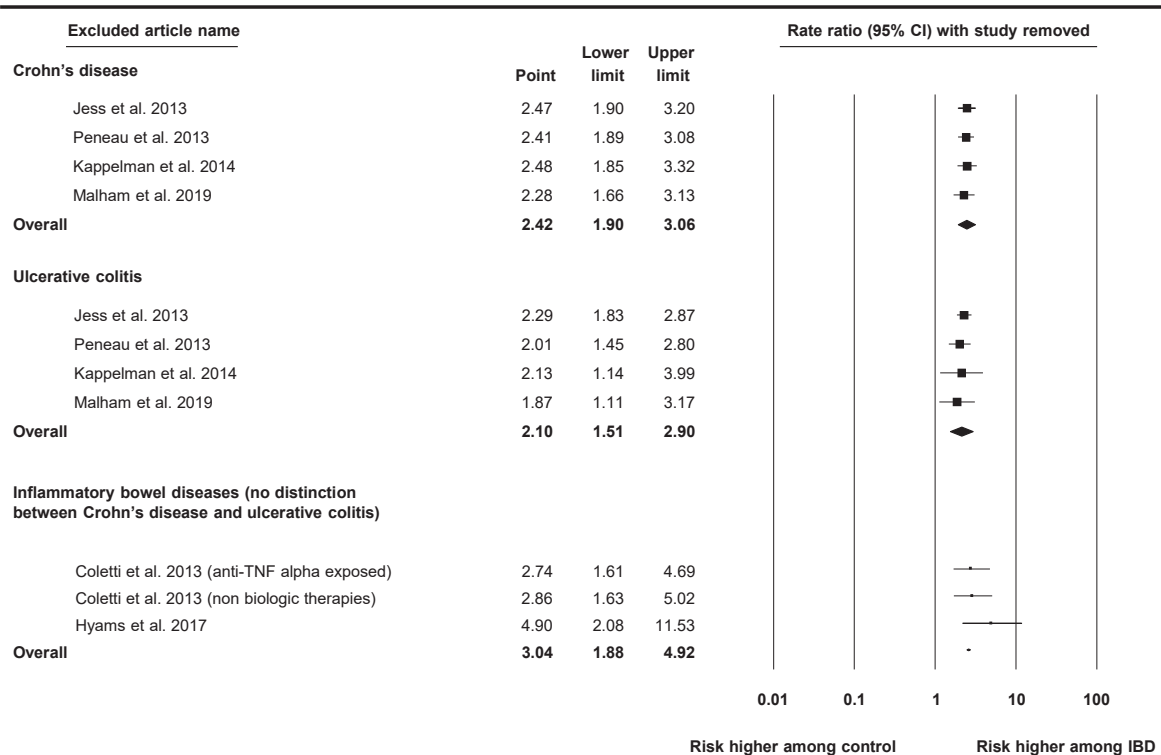 Excluded article name Rate ratio (95% CI) with study removed
Lower Upper
Crohn's disease Point limit limit
Jess et al. 2013 2.47 1.90 3.20
Peneau et al. 2013 2.41 1.89 3.08
Kappelman et al. 2014 2.48 1.85 3.32
Malham et al. 2019 2.28 1.66 3.13
Overall 2.42 1.90 3.06
Ulcerative colitis
Jess et al. 2013 2.29 1.83 2.87
Peneau et al. 2013 2.01 1.45 2.80
Kappelman et al. 2014 2.13 1.14 3.99
Malham et al. 2019 1.87 1.11 3.17
Overall 2.10 1.51 2.90
Inflammatory bowel diseases (no distinction
between Crohn's disease and ulcerative colitis)
Coletti et al. 2013 (anti-TNF alpha exposed) 2.74 1.61 4.69
Coletti et al. 2013 (non biologic therapies) 2.86 1.63 5.02
Hyams et al. 2017 4.90 2.08 11.53
Overall 3.04 1.88 4.92
0.01 0.1 1 10 100
Risk higher among control Risk higher among IBD